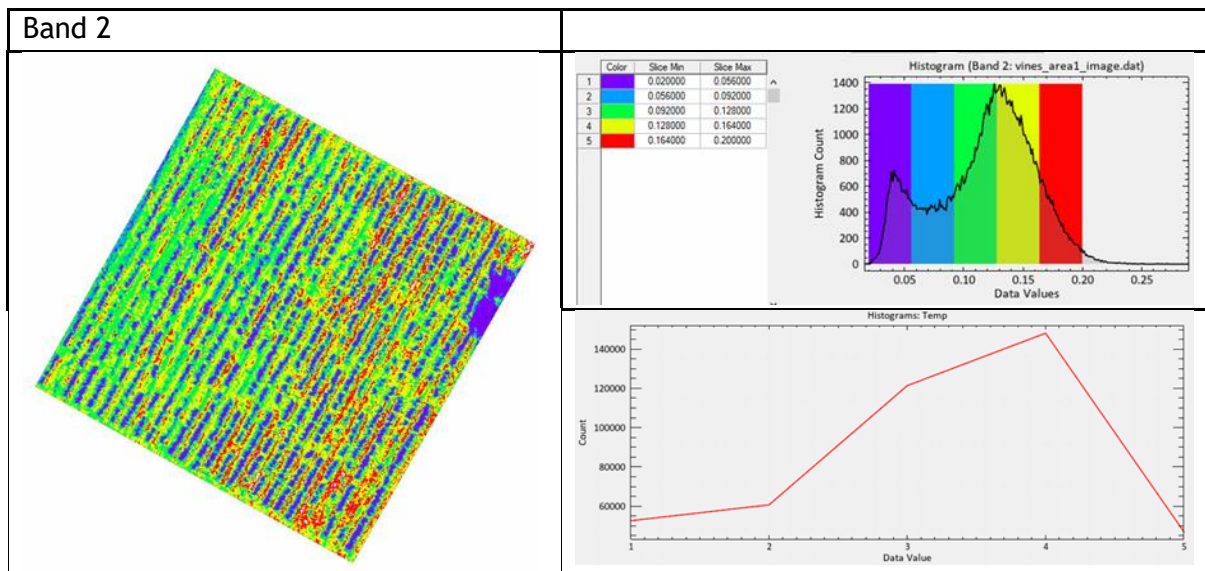 Band 2
Color Slice Min Slice Max
1 0.020000 0.056000
2 0.056000 0.092000
3 0.092000 0.128000
4 0.128000 0.164000
5 0.164000 0.200000
Histogram (Band 2: vines_area1_image.dat)
Histogram Count
1400
1200
1000
800
600
400
200
0
0.05 0.10 0.15 0.20 0.25
Data Values
Histograms: Temp
Count
140000
120000
100000
80000
60000
1 2 3 4 5
Data Value